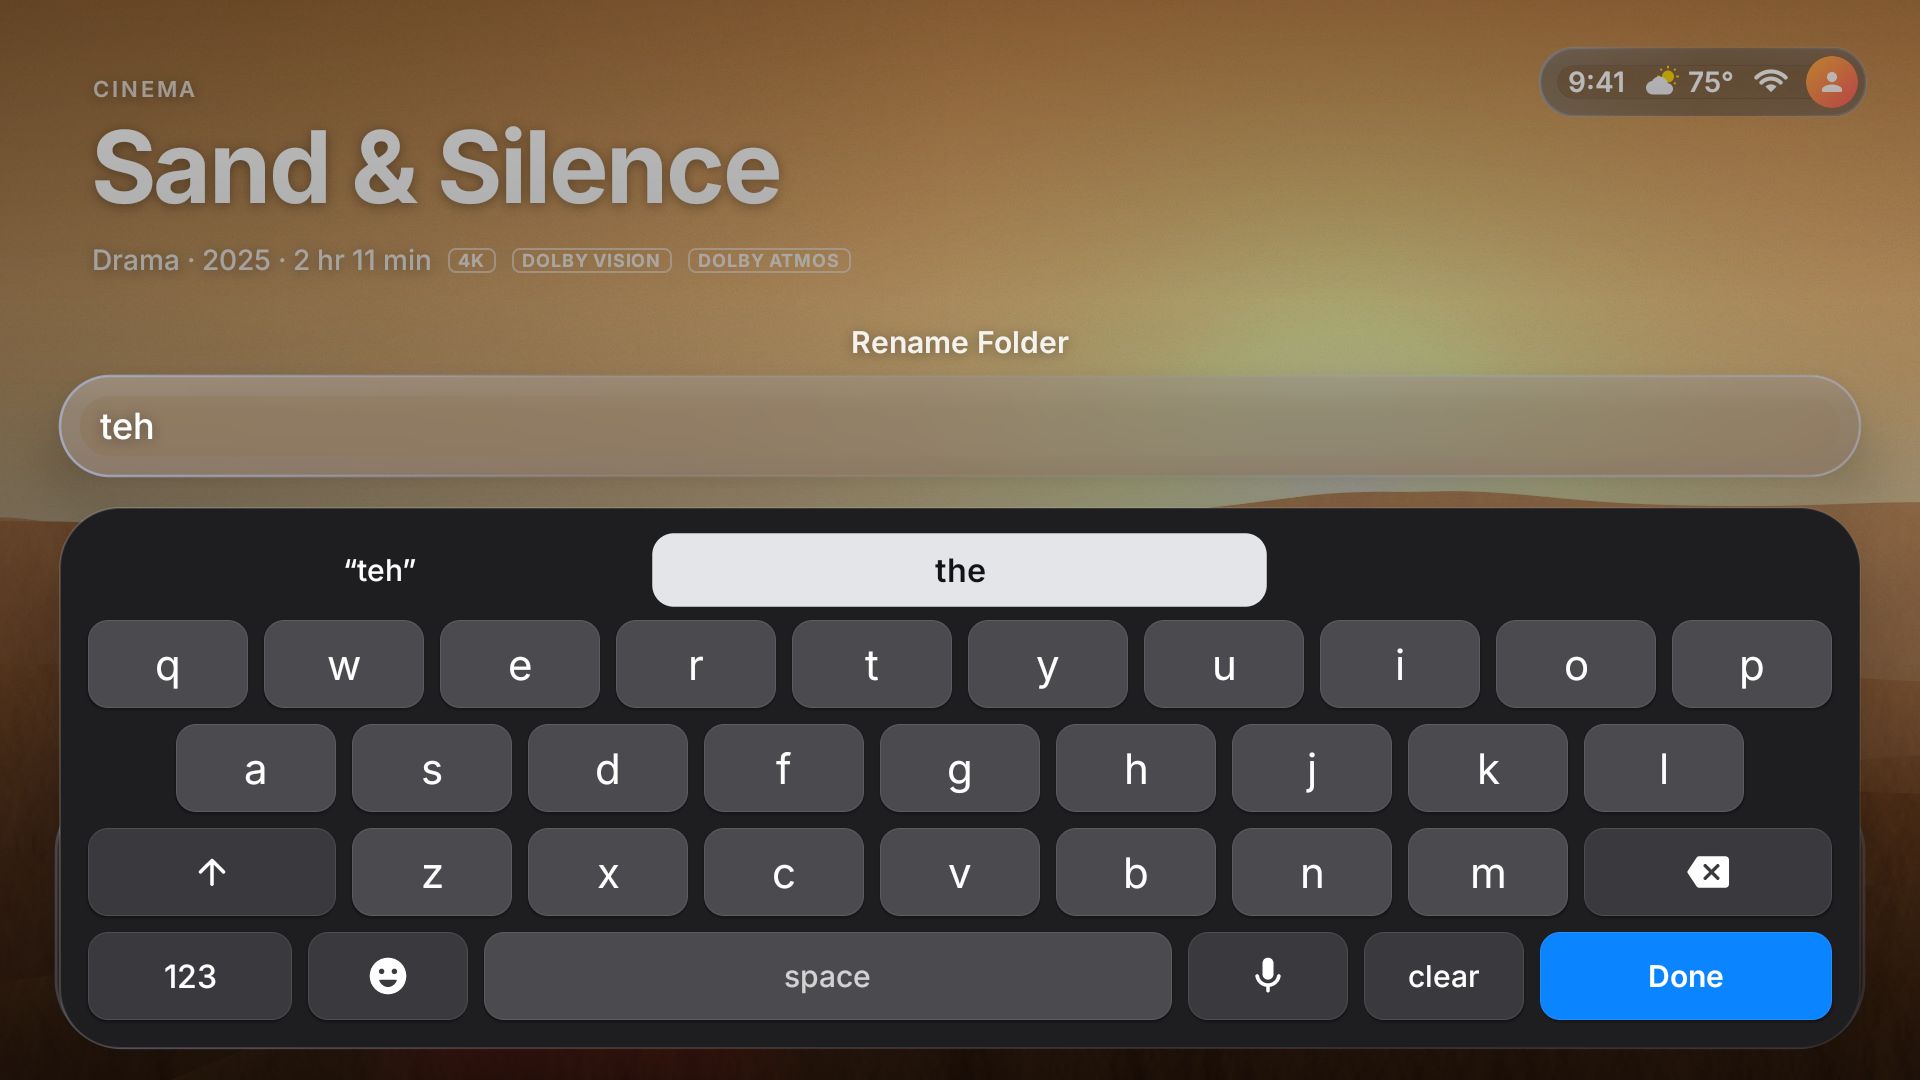 CINEMA
9:41 75°
Sand & Silence
Drama · 2025 · 2 hr 11 min 4K DOLBY VISION DOLBY ATMOS
Rename Folder
teh
“teh” the
q w e r t y u i o p
a s d f g h j k l
z x c v b n m
123 space clear Done